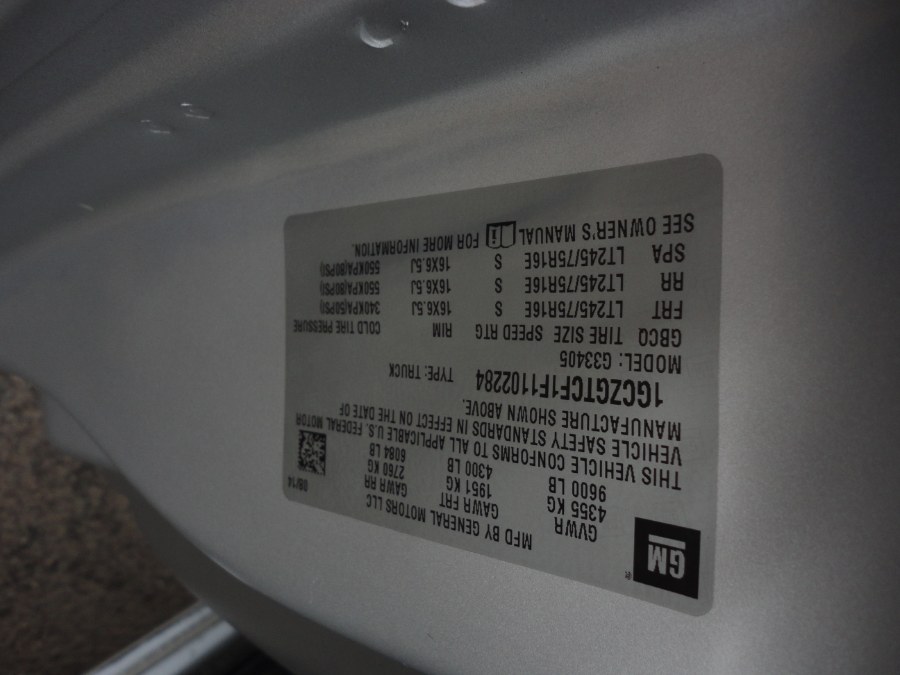 GM
MFD BY GENERAL MOTORS LLC 08/14
GVWR GAWR FRT GAWR RR
4355 KG 1951 KG 2760 KG
9600 LB 4300 LB 6084 LB
THIS VEHICLE CONFORMS TO ALL APPLICABLE U.S. FEDERAL MOTOR
VEHICLE SAFETY STANDARDS IN EFFECT ON THE DATE OF
MANUFACTURE SHOWN ABOVE.
1GCZGTCF1F1102284 TYPE: TRUCK
MODEL: G33405
GBCQ TIRE SIZE SPEED RTG RIM COLD TIRE PRESSURE
FRT LT245/75R16E S 16X6.5J 340KPA(50PSI)
RR LT245/75R16E S 16X6.5J 550KPA(80PSI)
SPA LT245/75R16E S 16X6.5J 550KPA(80PSI)
SEE OWNER'S MANUAL FOR MORE INFORMATION.